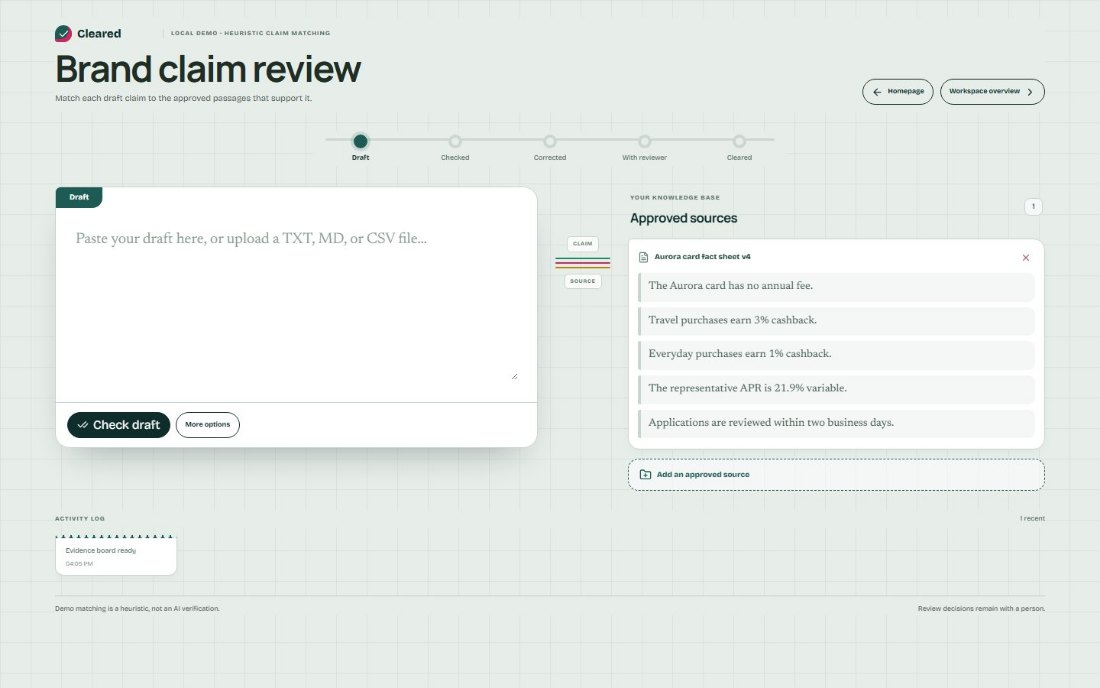 Cleared
LOCAL DEMO · HEURISTIC CLAIM MATCHING
Brand claim review
Match each draft claim to the approved passages that support it.
Homepage
Workspace overview
Draft
Checked
Corrected
With reviewer
Cleared
Draft
Paste your draft here, or upload a TXT, MD, or CSV file...
Check draft
More options
CLAIM
SOURCE
YOUR KNOWLEDGE BASE
Approved sources
1
Aurora card fact sheet v4
The Aurora card has no annual fee.
Travel purchases earn 3% cashback.
Everyday purchases earn 1% cashback.
The representative APR is 21.9% variable.
Applications are reviewed within two business days.
Add an approved source
ACTIVITY LOG
1 recent
Evidence board ready
04:05 PM
Demo matching is a heuristic, not an AI verification.
Review decisions remain with a person.